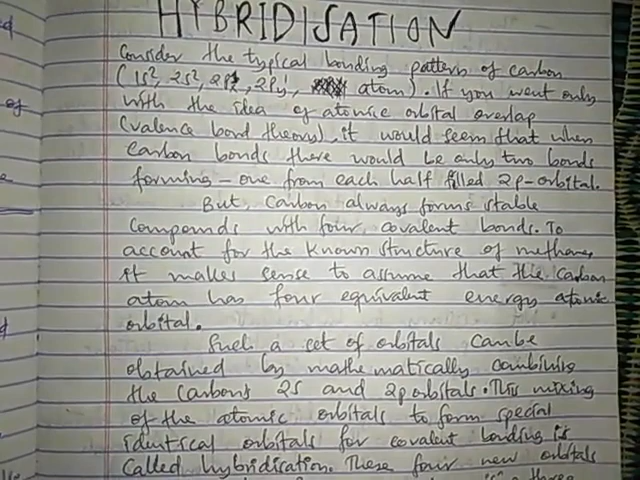 HYBRIDISATION
Consider the typical bonding pattern of carbon
(1s², 2s², 2p¹, 2py¹, atom). If you went only
with the idea of atomic orbital overlap
(valence bond theory), it would seem that when
carbon bonds there would be only two bonds
forming – one from each half filled 2p-orbital.
But, carbon always forms stable
compounds with four covalent bonds. To
account for the known structure of methane,
it makes sense to assume that the carbon
atom has four equivalent energy atomic
orbital.
Such a set of orbitals can be
obtained by mathematically combining
the carbon's 2s and 2p orbitals. This mixing
of the atomic orbitals to form special
identical orbitals for covalent bonding is
called hybridisation. These four new orbitals